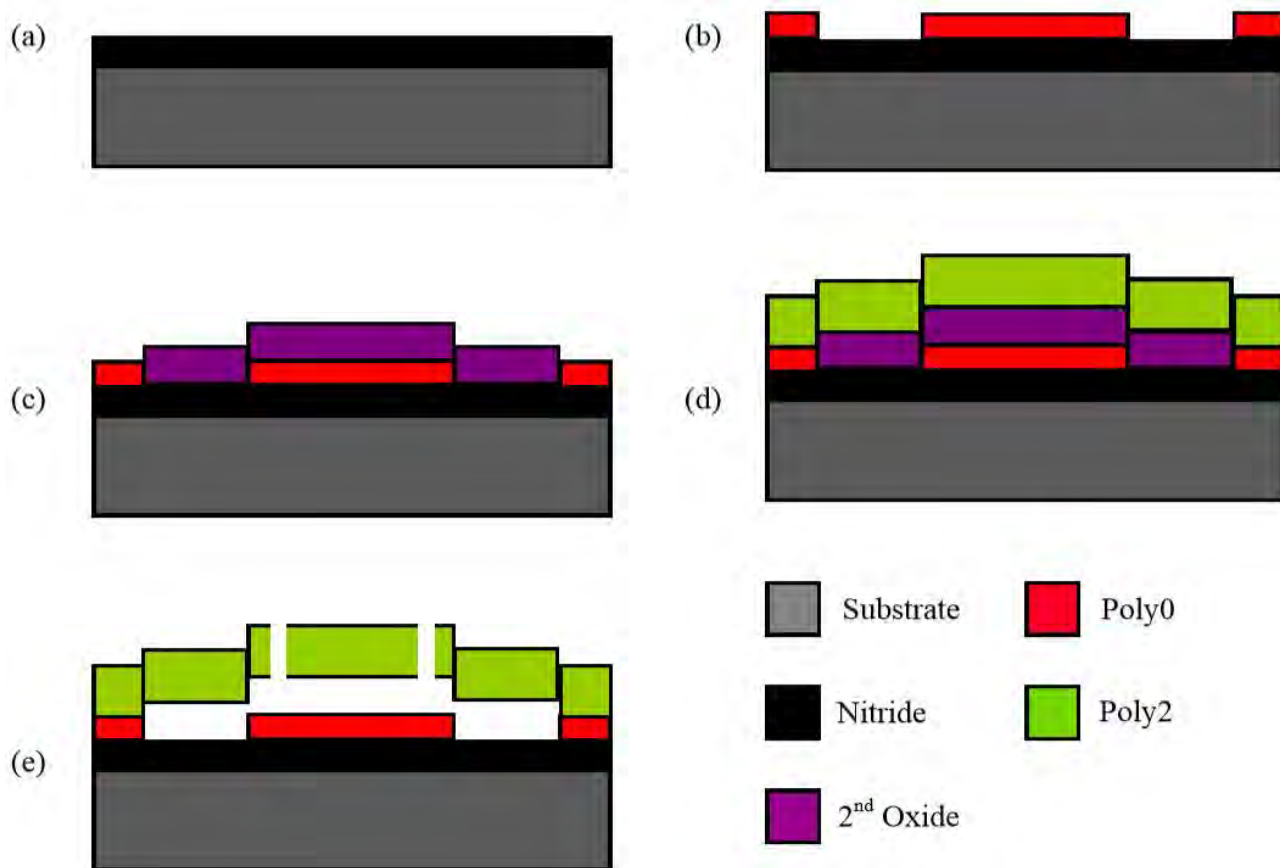 (a)
(b)
(c)
(d)
(e)
Substrate
Poly0
Nitride
Poly2
2nd Oxide